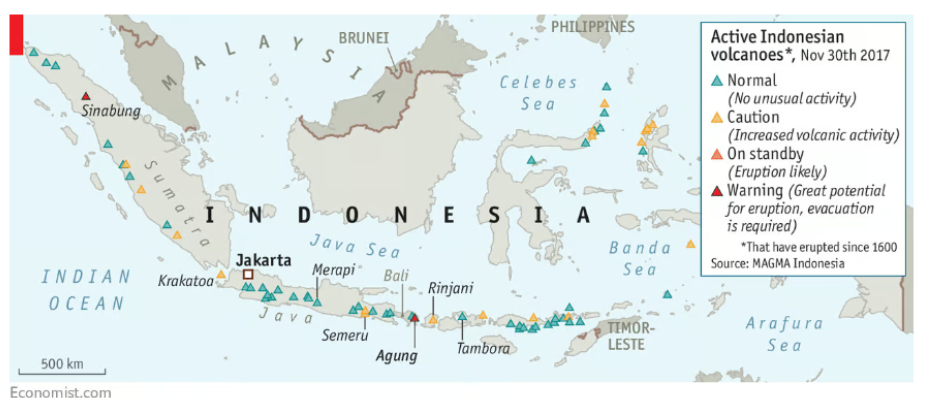 Active Indonesian
volcanoes*, Nov 30th 2017
Normal
(No unusual activity)
Caution
(Increased volcanic activity)
On standby
(Eruption likely)
Warning (Great potential
for eruption, evacuation
is required)
*That have erupted since 1600
Source: MAGMA Indonesia
PHILIPPINES
BRUNEI
MALAYSIA
Celebes
Sea
Sinabung
Sumatra
INDONESIA
Java Sea
Banda
Sea
Jakarta
Krakatoa
Merapi
Bali
Rinjani
INDIAN
OCEAN
Java
Semeru
Agung
Tambora
TIMOR-
LESTE
Arafura
Sea
500 km
Economist.com